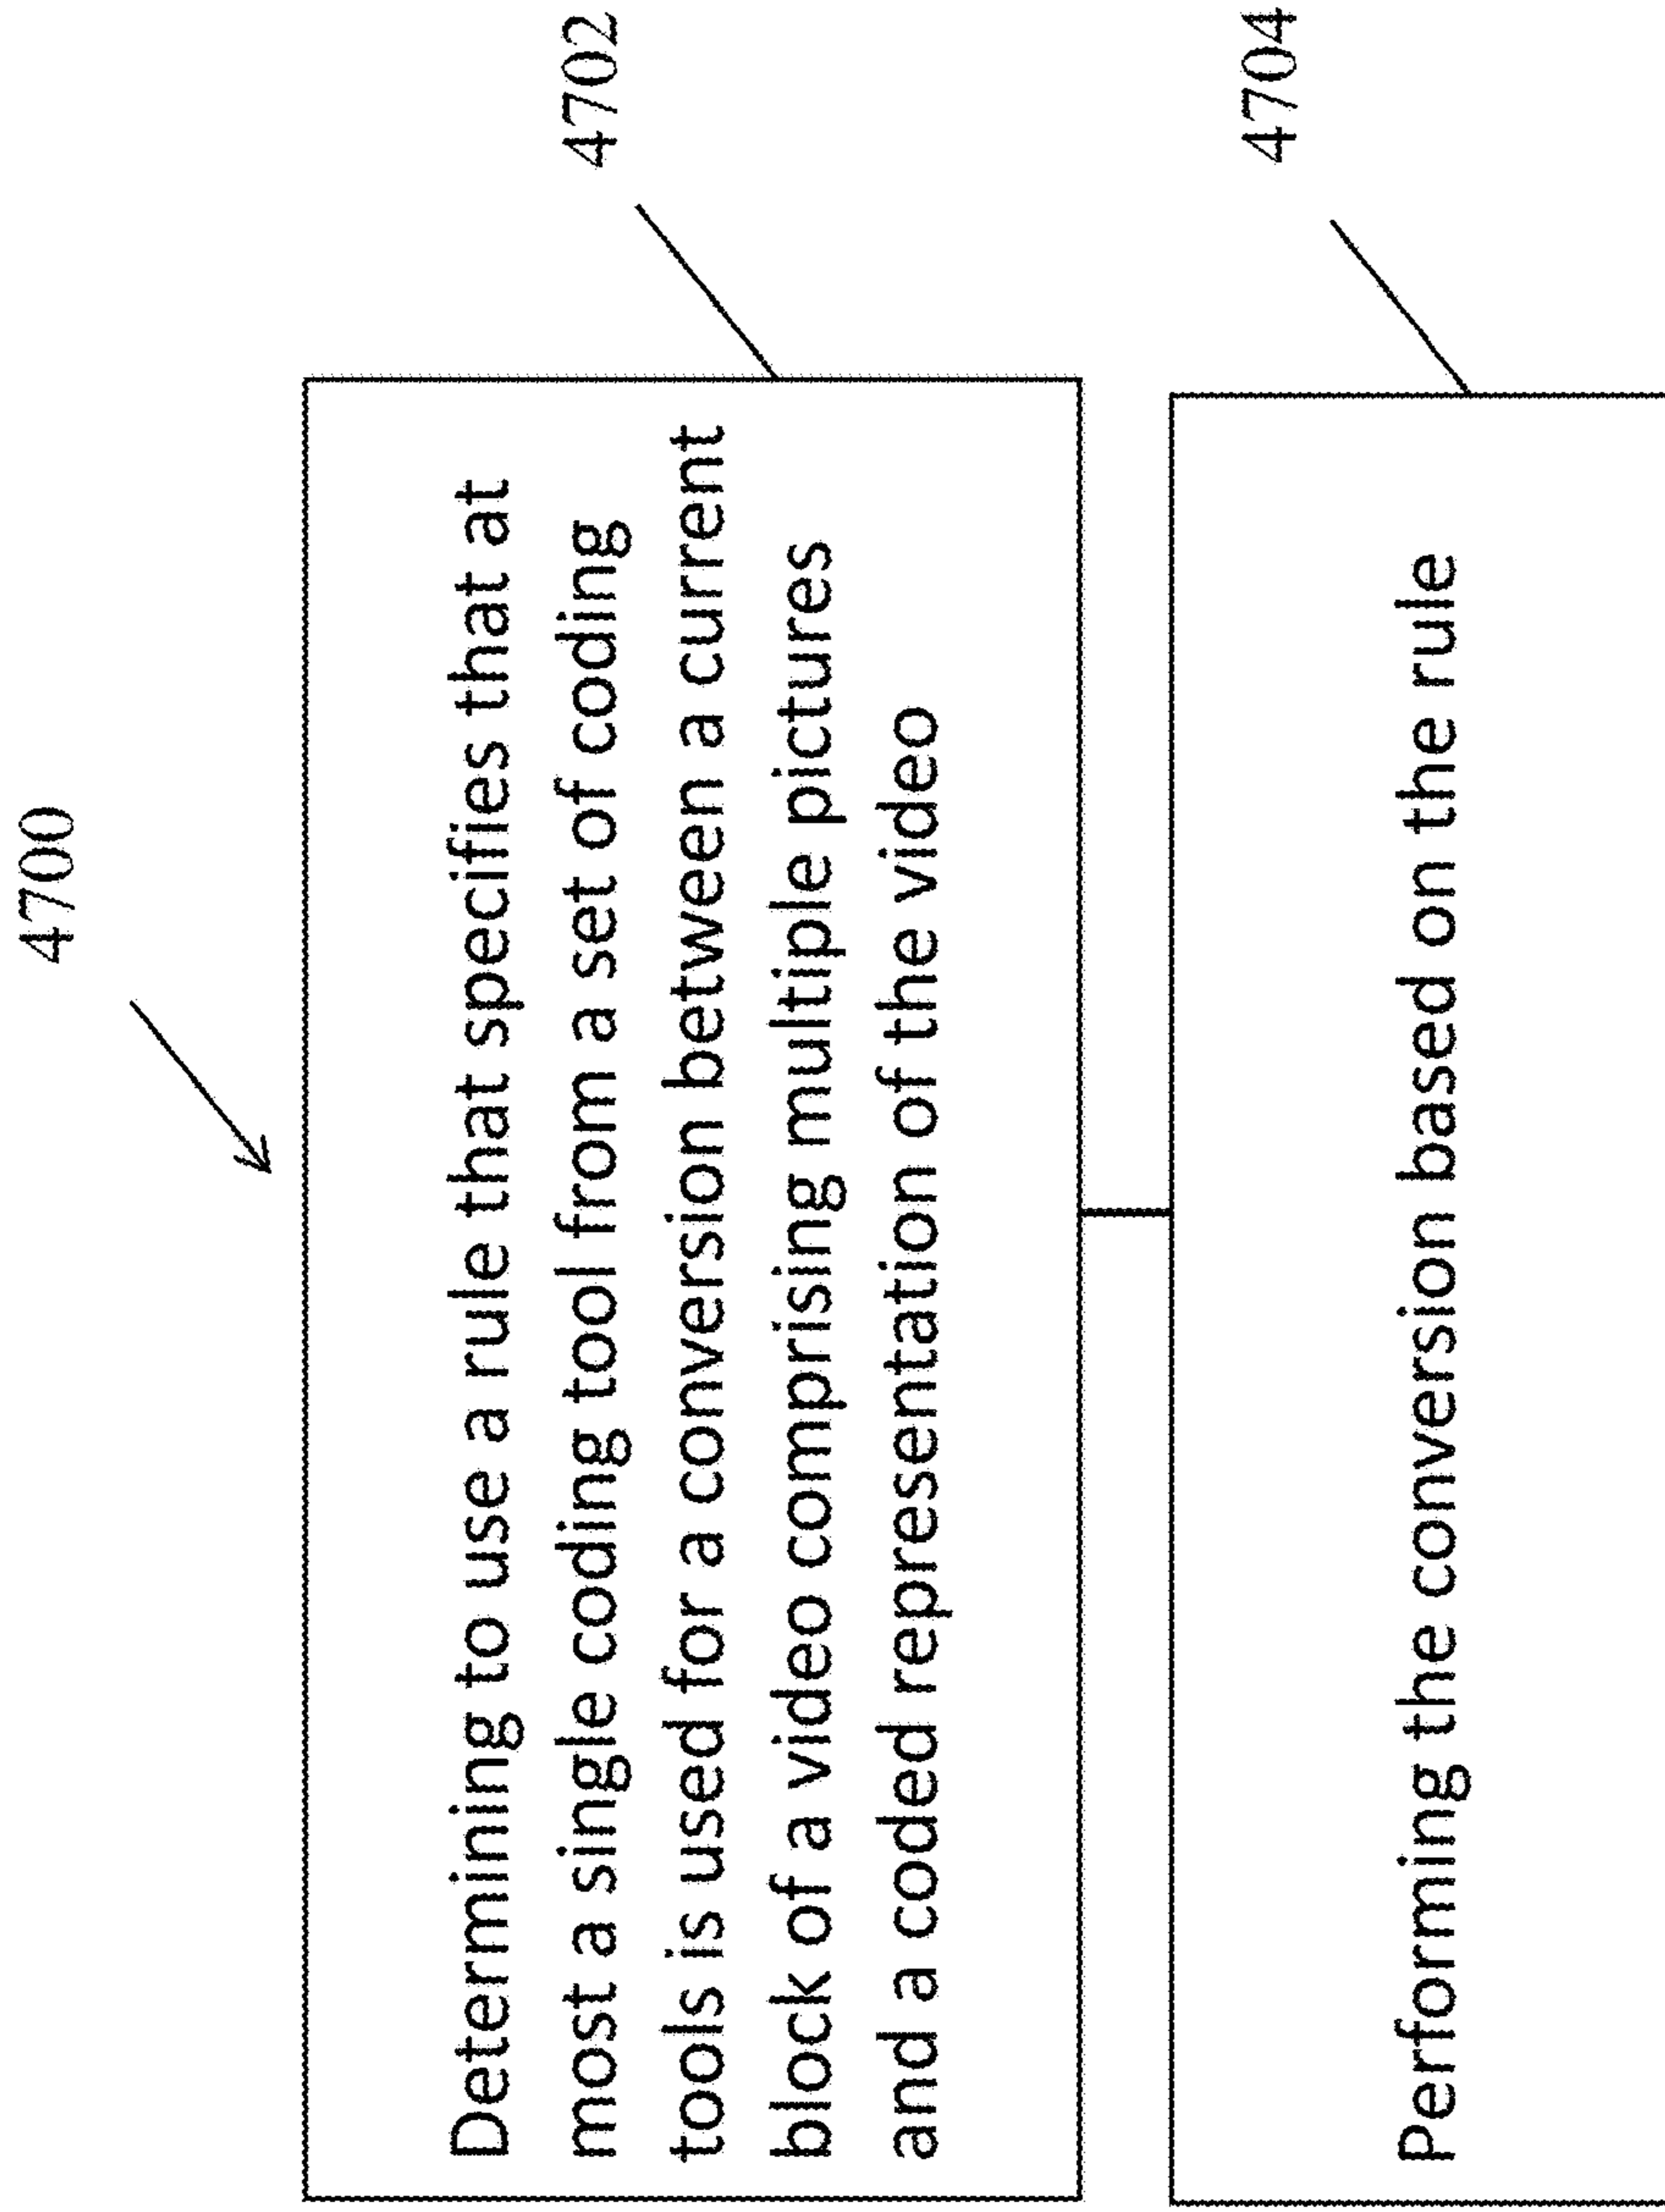 4700
Determining to use a rule that specifies that at
most a single coding tool from a set of coding
tools is used for a conversion between a current
block of a video comprising multiple pictures
and a coded representation of the video
4702
Performing the conversion based on the rule
4704